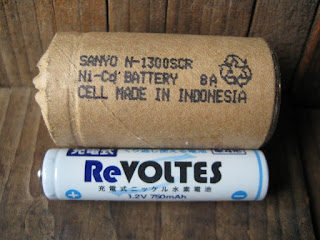 SANYO N-1300SCR
Ni-Cd BATTERY 8A
CELL MADE IN INDONESIA
充電式
ReVOLTES
充電式ニッケル水素電池
1.2V 750mAh